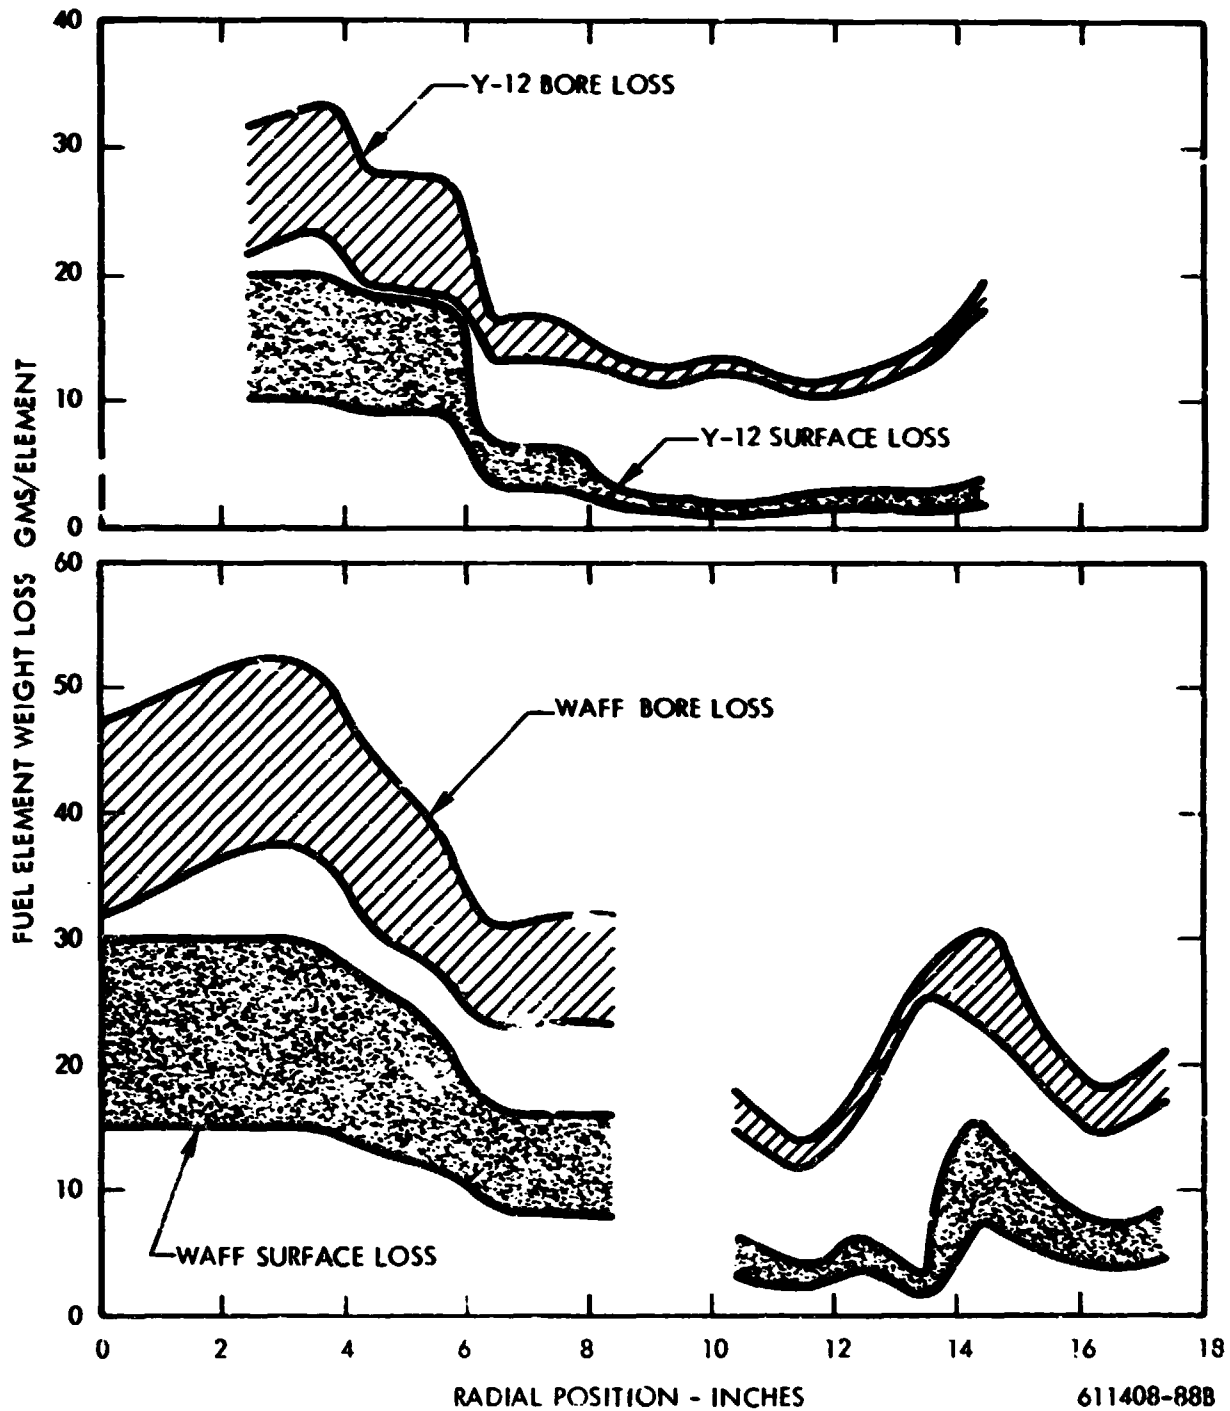 40
30
20
10
0
Y-12 BORE LOSS
Y-12 SURFACE LOSS
FUEL ELEMENT WEIGHT LOSS GMS/ELEMENT
60
50
40
30
20
10
0
WAFF BORE LOSS
WAFF SURFACE LOSS
0 2 4 6 8 10 12 14 16 18
RADIAL POSITION - INCHES
611408-88B